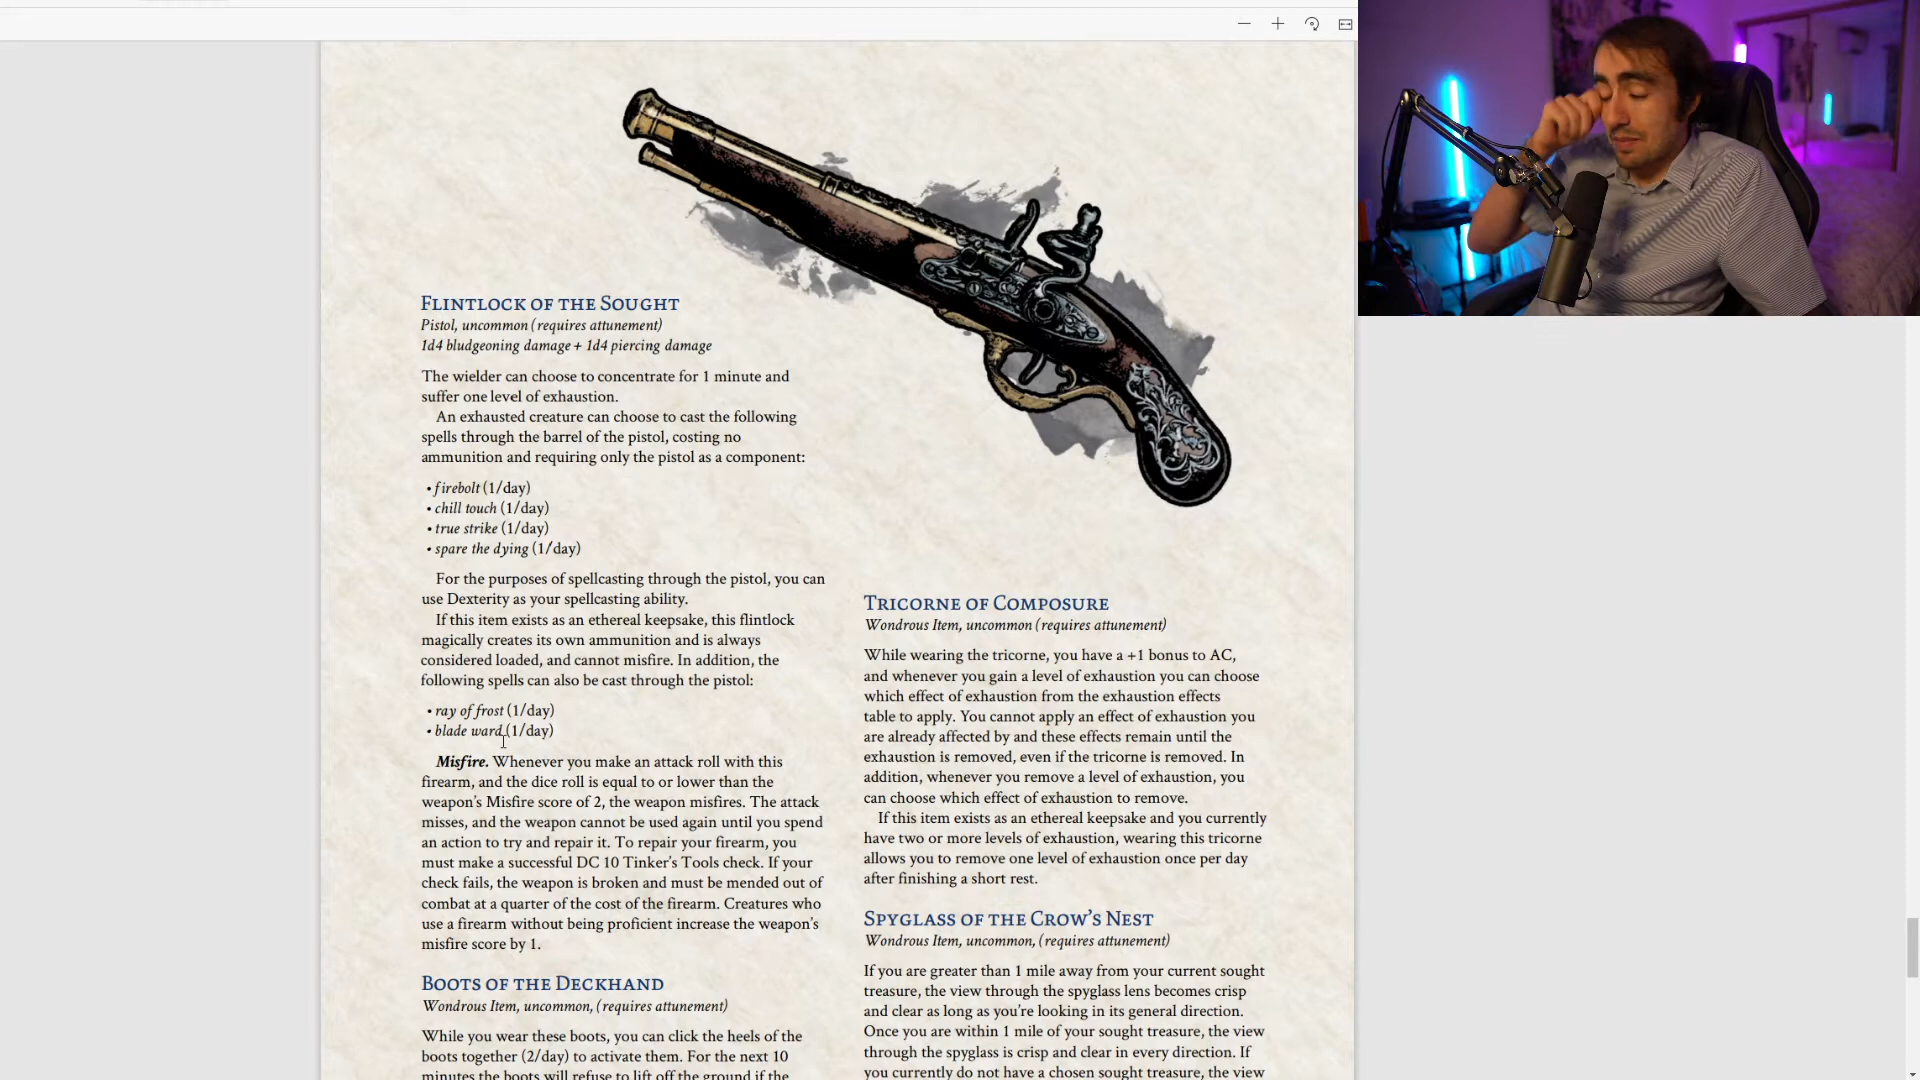 FLINTLOCK OF THE SOUGHT
Pistol, uncommon (requires attunement)
1d4 bludgeoning damage + 1d4 piercing damage
The wielder can choose to concentrate for 1 minute and
suffer one level of exhaustion.
An exhausted creature can choose to cast the following
spells through the barrel of the pistol, costing no
ammunition and requiring only the pistol as a component:
• firebolt (1/day)
• chill touch (1/day)
• true strike (1/day)
• spare the dying (1/day)
For the purposes of spellcasting through the pistol, you can
use Dexterity as your spellcasting ability.
If this item exists as an ethereal keepsake, this flintlock
magically creates its own ammunition and is always
considered loaded, and cannot misfire. In addition, the
following spells can also be cast through the pistol:
• ray of frost (1/day)
• blade ward (1/day)
Misfire. Whenever you make an attack roll with this
firearm, and the dice roll is equal to or lower than the
weapon's Misfire score of 2, the weapon misfires. The attack
misses, and the weapon cannot be used again until you spend
an action to try and repair it. To repair your firearm, you
must make a successful DC 10 Tinker's Tools check. If your
check fails, the weapon is broken and must be mended out of
combat at a quarter of the cost of the firearm. Creatures who
use a firearm without being proficient increase the weapon's
misfire score by 1.
BOOTS OF THE DECKHAND
Wondrous Item, uncommon, (requires attunement)
While you wear these boots, you can click the heels of the
boots together (2/day) to activate them. For the next 10
minutes the boots will refuse to lift off the ground if the
TRICORNE OF COMPOSURE
Wondrous Item, uncommon (requires attunement)
While wearing the tricorne, you have a +1 bonus to AC,
and whenever you gain a level of exhaustion you can choose
which effect of exhaustion from the exhaustion effects
table to apply. You cannot apply an effect of exhaustion you
are already affected by and these effects remain until the
exhaustion is removed, even if the tricorne is removed. In
addition, whenever you remove a level of exhaustion, you
can choose which effect of exhaustion to remove.
If this item exists as an ethereal keepsake and you currently
have two or more levels of exhaustion, wearing this tricorne
allows you to remove one level of exhaustion once per day
after finishing a short rest.
SPYGLASS OF THE CROW'S NEST
Wondrous Item, uncommon, (requires attunement)
If you are greater than 1 mile away from your current sought
treasure, the view through the spyglass lens becomes crisp
and clear as long as you're looking in its general direction.
Once you are within 1 mile of your sought treasure, the view
through the spyglass is crisp and clear in every direction. If
you currently do not have a chosen sought treasure, the view